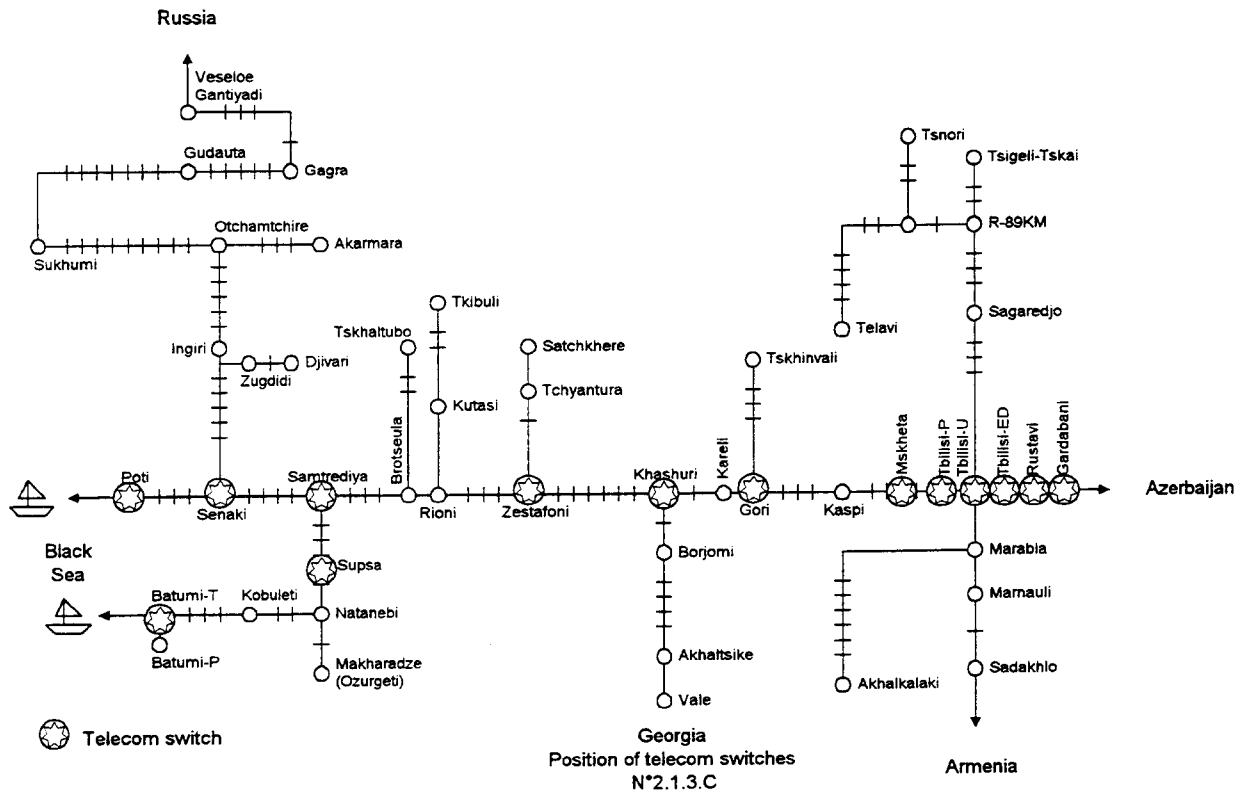 Russia
Veseloe
Gantiyadi
Tsnori
Gudauta
Gagra
Tsigeli-Tskai
Otchamtchire
Akarmara
R-89KM
Sukhumi
Tkibuli
Telavi
Sagaredjo
Tskhaltubo
Satchkhere
Ingiri
Djivari
Tskhinvali
Zugdidi
Tchyantura
Kutasi
Brotseula
Kareli
Mskheta
Tbilisi-P
Tbilisi-U
Tbilisi-ED
Rustavi
Gardabani
Poti
Samtrediya
Khashuri
Azerbaijan
Senaki
Rioni
Zestafoni
Gori
Kaspi
Black
Sea
Supsa
Borjomi
Marabia
Batumi-T
Kobuleti
Natanebi
Marnauli
Batumi-P
Makharadze
(Ozurgeti)
Akhaltsike
Sadakhlo
Akhalkalaki
Vale
Telecom switch
Georgia
Position of telecom switches
N°2.1.3.C
Armenia